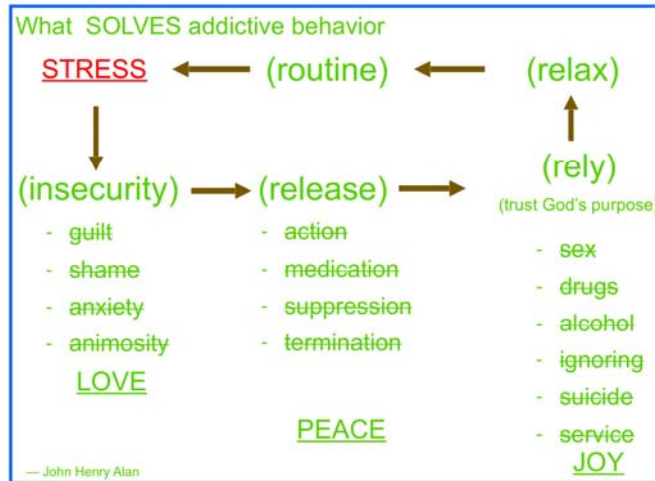 What SOLVES addictive behavior
STRESS
(routine)
(relax)
(insecurity)
(release)
(rely)
(trust God's purpose)
- guilt
- shame
- anxiety
- animosity
LOVE
- action
- medication
- suppression
- termination
PEACE
- sex
- drugs
- alcohol
- ignoring
- suicide
- service
JOY
— John Henry Alan